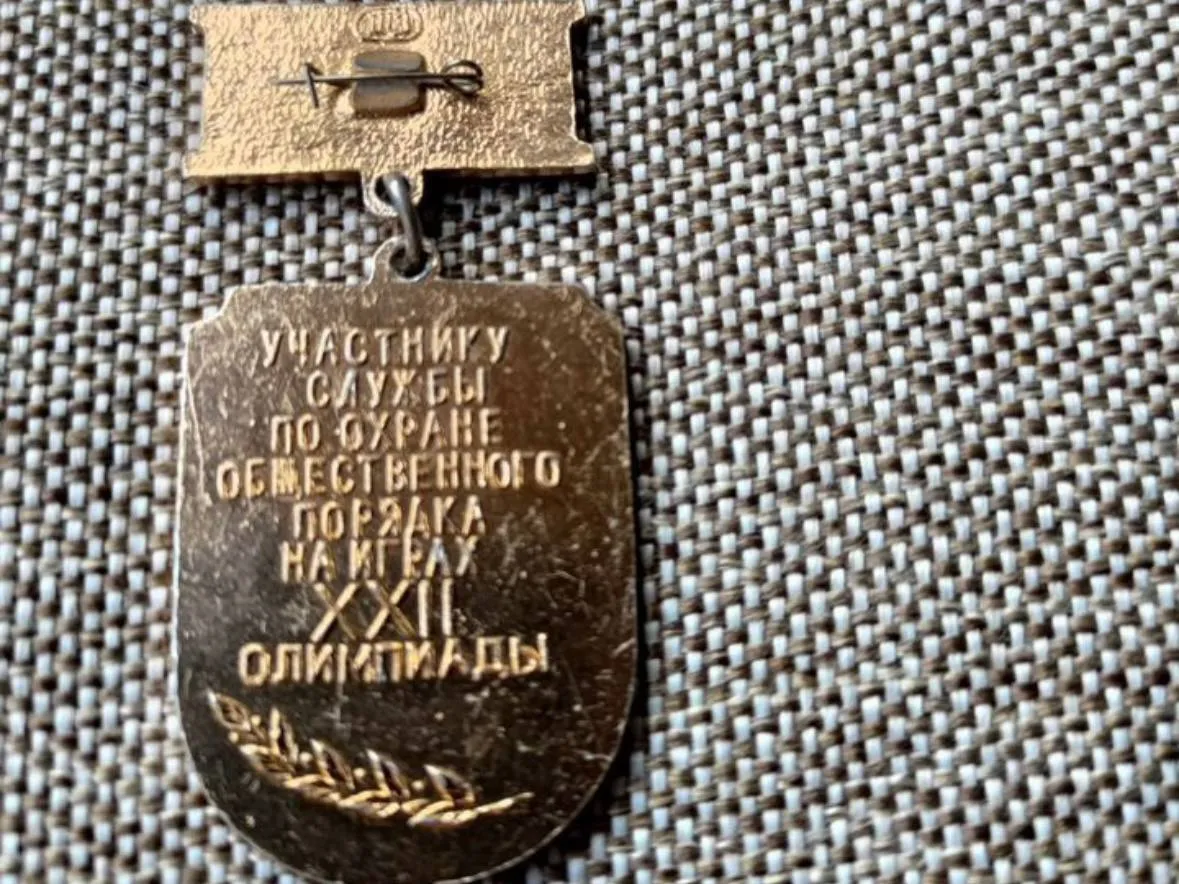 УЧАСТНИКУ
СЛУЖБЫ
ПО ОХРАНЕ
ОБЩЕСТВЕННОГО
ПОРЯДКА
НА ИГРАХ
XXII
ОЛИМПИАДЫ